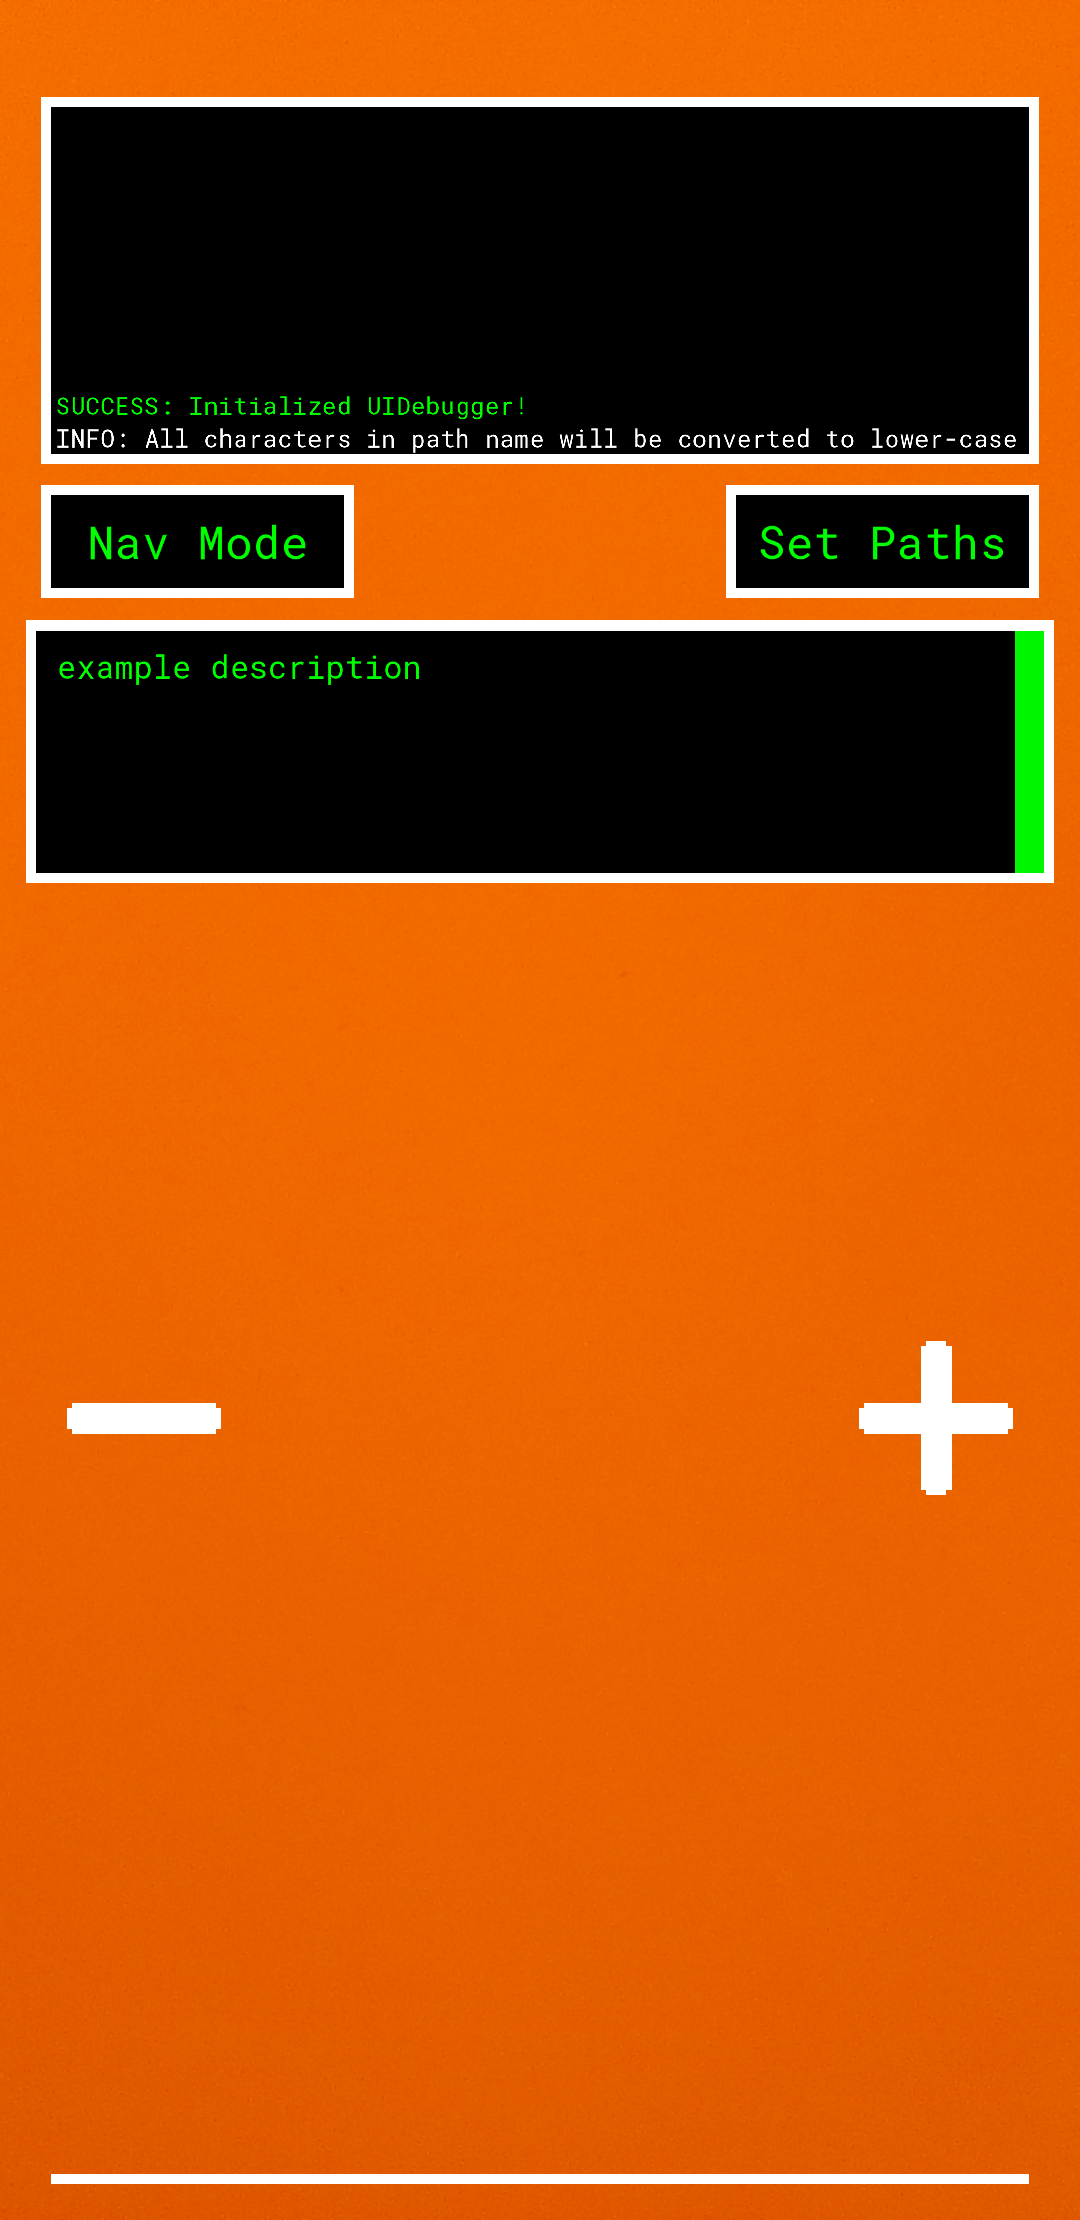 SUCCESS: Initialized UIDebugger!
INFO: All characters in path name will be converted to lower-case
Nav Mode
Set Paths
example description